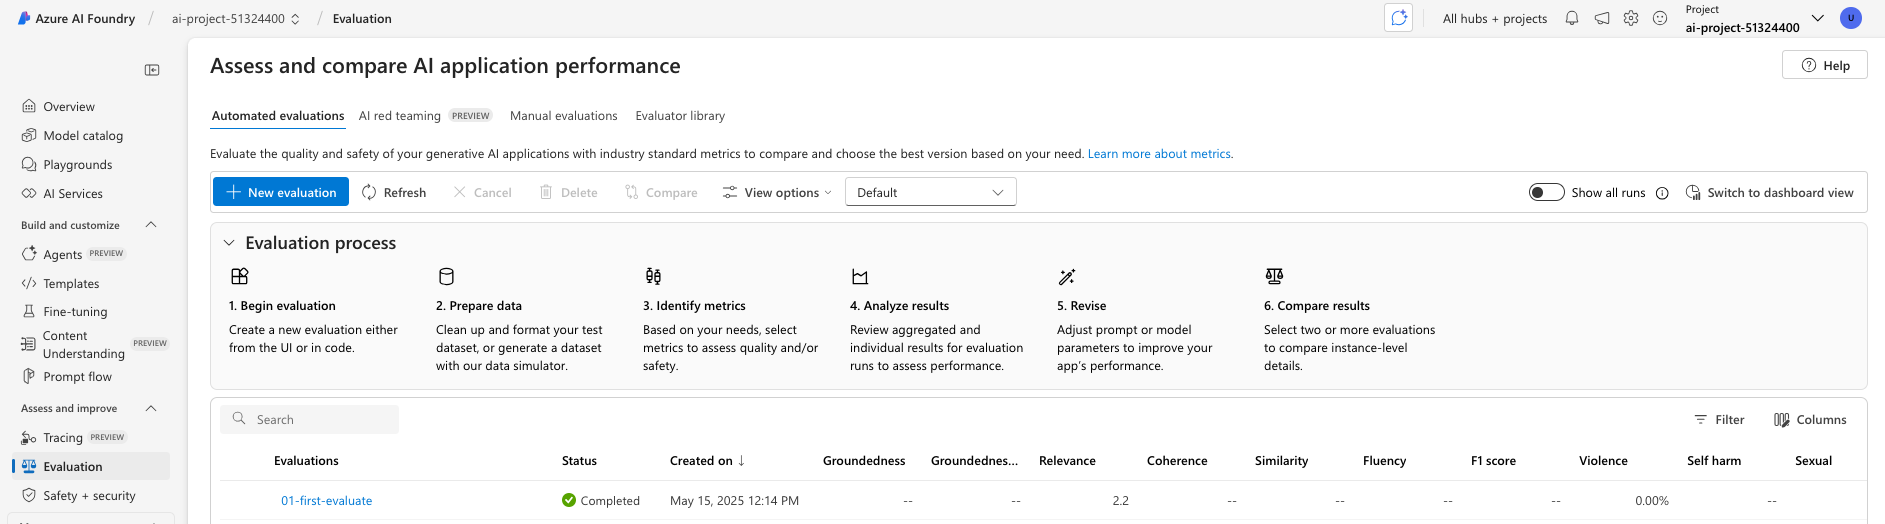 Azure AI Foundry / ai-project-51324400 / Evaluation
All hubs + projects
Project
ai-project-51324400
U
Assess and compare AI application performance
Help
Overview
Model catalog
Playgrounds
AI Services
Build and customize
Agents PREVIEW
Templates
Fine-tuning
Content
Understanding PREVIEW
Prompt flow
Assess and improve
Tracing PREVIEW
Evaluation
Safety + security
Automated evaluations AI red teaming PREVIEW Manual evaluations Evaluator library
Evaluate the quality and safety of your generative AI applications with industry standard metrics to compare and choose the best version based on your need. Learn more about metrics.
New evaluation Refresh Cancel Delete Compare View options Default Show all runs Switch to dashboard view
Evaluation process
1. Begin evaluation
Create a new evaluation either
from the UI or in code.
2. Prepare data
Clean up and format your test
dataset, or generate a dataset
with our data simulator.
3. Identify metrics
Based on your needs, select
metrics to assess quality and/or
safety.
4. Analyze results
Review aggregated and
individual results for evaluation
runs to assess performance.
5. Revise
Adjust prompt or model
parameters to improve your
app's performance.
6. Compare results
Select two or more evaluations
to compare instance-level
details.
Search
Filter Columns
Evaluations Status Created on ↓ Groundedness Groundednes... Relevance Coherence Similarity Fluency F1 score Violence Self harm Sexual
01-first-evaluate Completed May 15, 2025 12:14 PM -- -- 2.2 -- -- -- -- 0.00% --